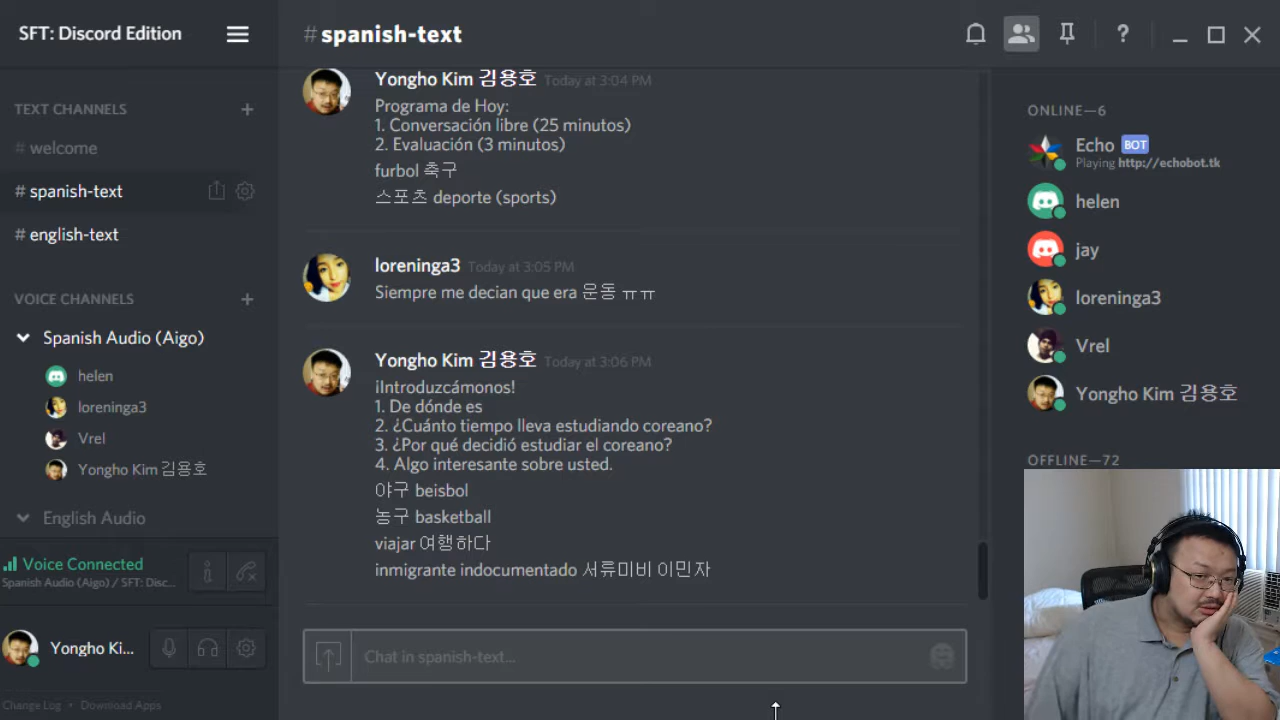 SFT: Discord Edition
TEXT CHANNELS
# welcome
# spanish-text
# english-text
VOICE CHANNELS
Spanish Audio (Aigo)
helen
loreninga3
Vrel
Yongho Kim 김용호
English Audio
Voice Connected
Spanish Audio (Aigo) / SFT: Disc...
Yongho Ki...
Change Log • Download Apps
# spanish-text
Yongho Kim 김용호 Today at 3:04 PM
Programa de Hoy:
1. Conversación libre (25 minutos)
2. Evaluación (3 minutos)
furbol 축구
스포츠 deporte (sports)
loreninga3 Today at 3:05 PM
Siempre me decian que era 운동 ㅠㅠ
Yongho Kim 김용호 Today at 3:06 PM
¡Introduzcámonos!
1. De dónde es
2. ¿Cuánto tiempo lleva estudiando coreano?
3. ¿Por qué decidió estudiar el coreano?
4. Algo interesante sobre usted.
야구 beisbol
농구 basketball
viajar 여행하다
inmigrante indocumentado 서류미비 이민자
Chat in spanish-text...
ONLINE—6
Echo BOT
Playing http://echobot.tk
helen
jay
loreninga3
Vrel
Yongho Kim 김용호
OFFLINE—72